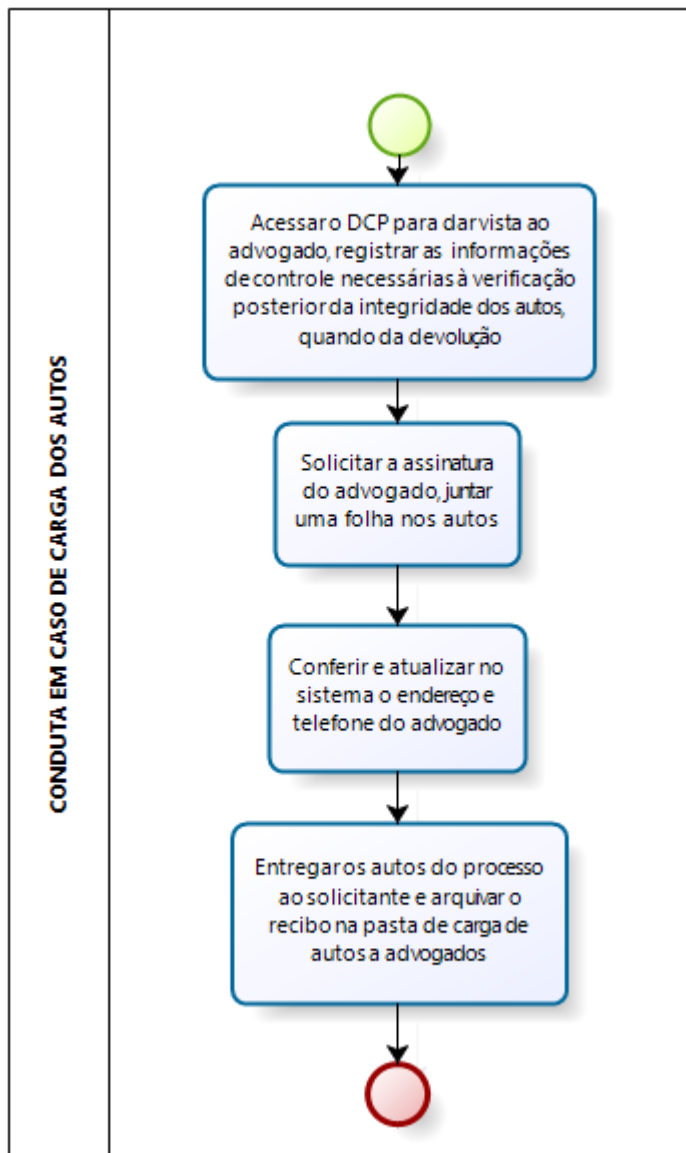 CONDUTA EM CASO DE CARGA DOS AUTOS
Acessar o DCP para dar vista ao
advogado, registrar as informações
de controle necessárias à verificação
posterior da integridade dos autos,
quando da devolução
Solicitar a assinatura
do advogado, juntar
uma folha nos autos
Conferir e atualizar no
sistema o endereço e
telefone do advogado
Entregar os autos do processo
ao solicitante e arquivar o
recibo na pasta de carga de
autos a advogados